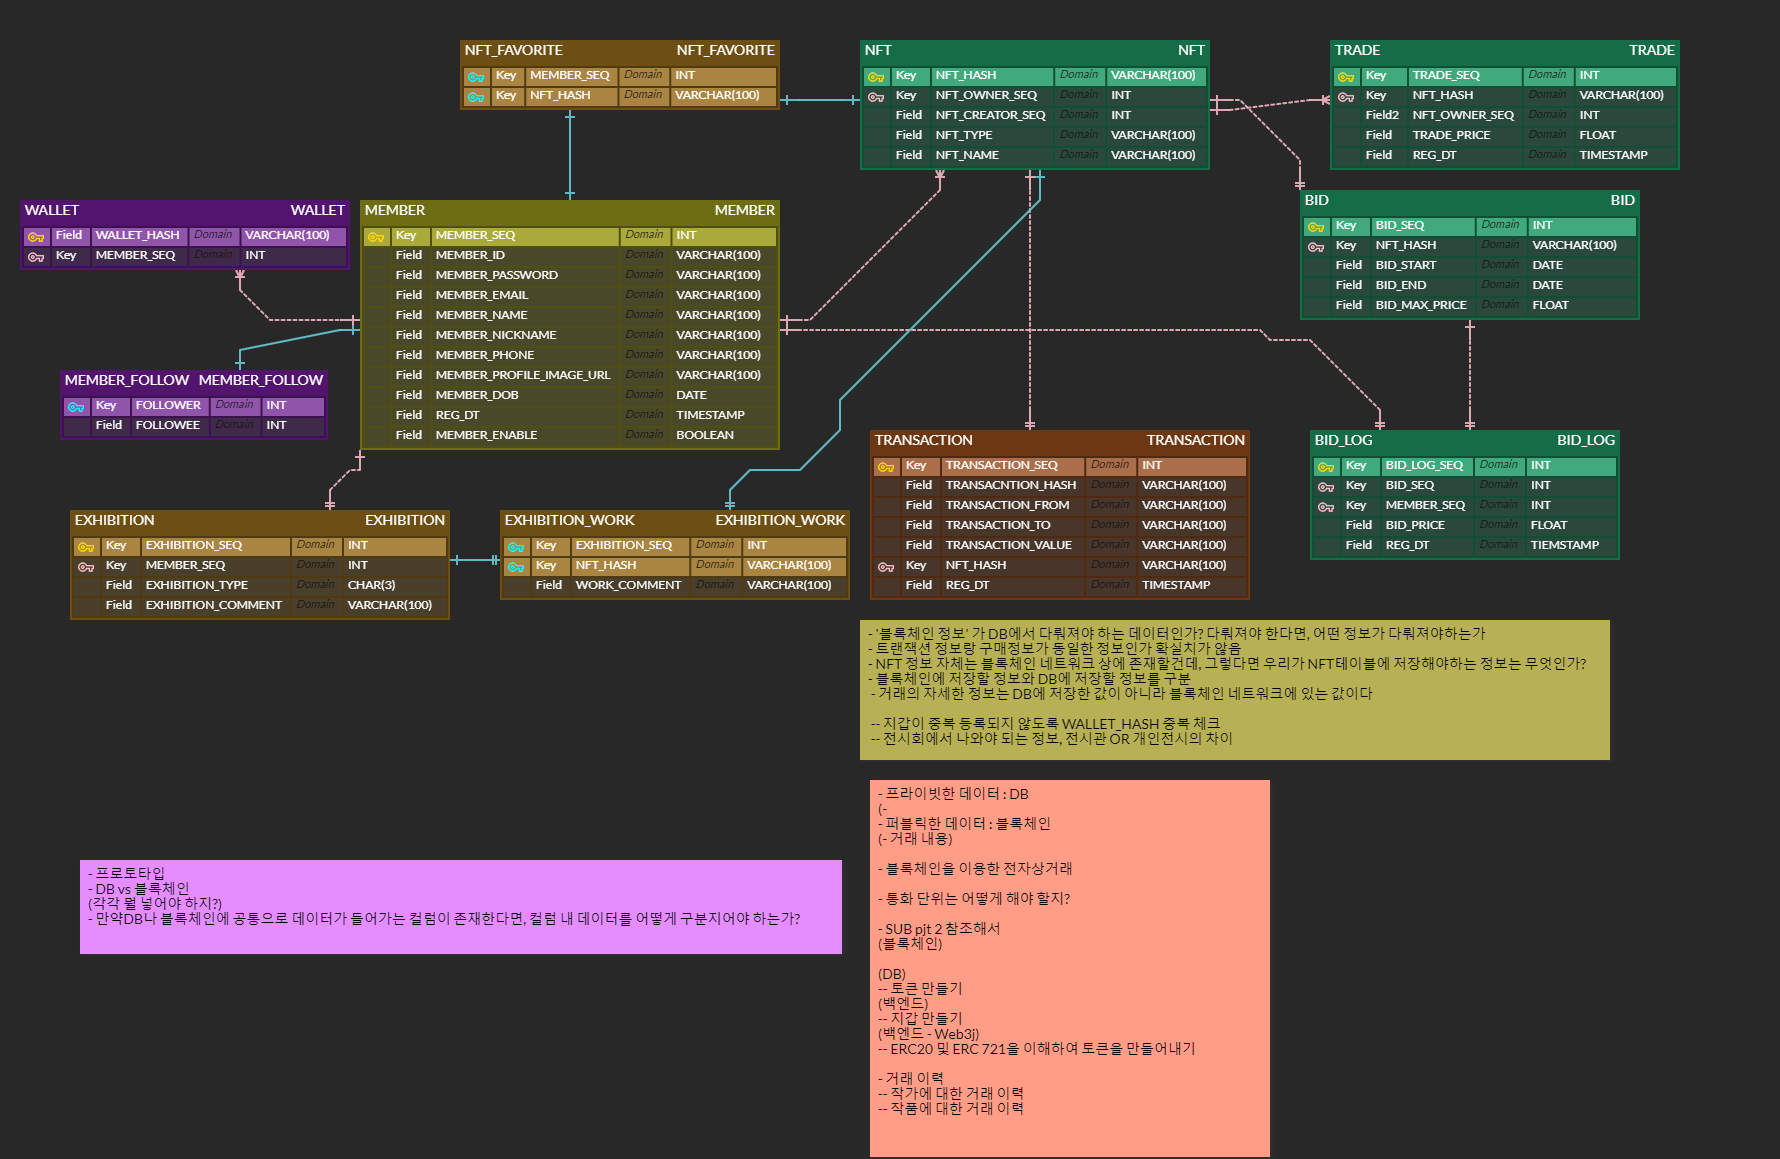 NFT_FAVORITE NFT_FAVORITE
Key MEMBER_SEQ Domain INT
Key NFT_HASH Domain VARCHAR(100)
NFT NFT
Key NFT_HASH Domain VARCHAR(100)
Key NFT_OWNER_SEQ Domain INT
Field NFT_CREATOR_SEQ Domain INT
Field NFT_TYPE Domain VARCHAR(100)
Field NFT_NAME Domain VARCHAR(100)
TRADE TRADE
Key TRADE_SEQ Domain INT
Key NFT_HASH Domain VARCHAR(100)
Field2 NFT_OWNER_SEQ Domain INT
Field TRADE_PRICE Domain FLOAT
Field REG_DT Domain TIMESTAMP
WALLET WALLET
Field WALLET_HASH Domain VARCHAR(100)
Key MEMBER_SEQ Domain INT
MEMBER MEMBER
Key MEMBER_SEQ Domain INT
Field MEMBER_ID Domain VARCHAR(100)
Field MEMBER_PASSWORD Domain VARCHAR(100)
Field MEMBER_EMAIL Domain VARCHAR(100)
Field MEMBER_NAME Domain VARCHAR(100)
Field MEMBER_NICKNAME Domain VARCHAR(100)
Field MEMBER_PHONE Domain VARCHAR(100)
Field MEMBER_PROFILE_IMAGE_URL Domain VARCHAR(100)
Field MEMBER_DOB Domain DATE
Field REG_DT Domain TIMESTAMP
Field MEMBER_ENABLE Domain BOOLEAN
BID BID
Key BID_SEQ Domain INT
Key NFT_HASH Domain VARCHAR(100)
Field BID_START Domain DATE
Field BID_END Domain DATE
Field BID_MAX_PRICE Domain FLOAT
MEMBER_FOLLOW MEMBER_FOLLOW
Key FOLLOWER Domain INT
Field FOLLOWEE Domain INT
EXHIBITION EXHIBITION
Key EXHIBITION_SEQ Domain INT
Key MEMBER_SEQ Domain INT
Field EXHIBITION_TYPE Domain CHAR(3)
Field EXHIBITION_COMMENT Domain VARCHAR(100)
EXHIBITION_WORK EXHIBITION_WORK
Key EXHIBITION_SEQ Domain INT
Key NFT_HASH Domain VARCHAR(100)
Field WORK_COMMENT Domain VARCHAR(100)
TRANSACTION TRANSACTION
Key TRANSACTION_SEQ Domain INT
Field TRANSACNTION_HASH Domain VARCHAR(100)
Field TRANSACTION_FROM Domain VARCHAR(100)
Field TRANSACTION_TO Domain VARCHAR(100)
Field TRANSACTION_VALUE Domain VARCHAR(100)
Key NFT_HASH Domain VARCHAR(100)
Field REG_DT Domain TIMESTAMP
BID_LOG BID_LOG
Key BID_LOG_SEQ Domain INT
Key BID_SEQ Domain INT
Key MEMBER_SEQ Domain INT
Field BID_PRICE Domain FLOAT
Field REG_DT Domain TIEMSTAMP
- '블록체인 정보' 가 DB에서 다뤄져야 하는 데이터인가? 다뤄져야 한다면, 어떤 정보가 다뤄져야하는가
- 트랜잭션 정보랑 구매정보가 동일한 정보인가 확실치가 않음
- NFT 정보 자체는 블록체인 네트워크 상에 존재할건데, 그렇다면 우리가 NFT테이블에 저장해야하는 정보는 무엇인가?
- 블록체인에 저장할 정보와 DB에 저장할 정보를 구분
- 거래의 자세한 정보는 DB에 저장한 값이 아니라 블록체인 네트워크에 있는 값이다
-- 지갑이 중복 등록되지 않도록 WALLET_HASH 중복 체크
-- 전시회에서 나와야 되는 정보, 전시관 OR 개인전시의 차이
- 프라이빗한 데이터 : DB
(-
- 퍼블릭한 데이터 : 블록체인
(- 거래 내용)
- 블록체인을 이용한 전자상거래
- 통화 단위는 어떻게 해야 할지?
- SUB pjt 2 참조해서
(블록체인)
(DB)
-- 토큰 만들기
(백엔드)
-- 지갑 만들기
(백엔드 - Web3j)
-- ERC20 및 ERC 721을 이해하여 토큰을 만들어내기
- 거래 이력
-- 작가에 대한 거래 이력
-- 작품에 대한 거래 이력
- 프로토타입
- DB vs 블록체인
(각각 뭘 넣어야 하지?)
- 만약DB나 블록체인에 공통으로 데이터가 들어가는 컬럼이 존재한다면, 컬럼 내 데이터를 어떻게 구분지어야 하는가?